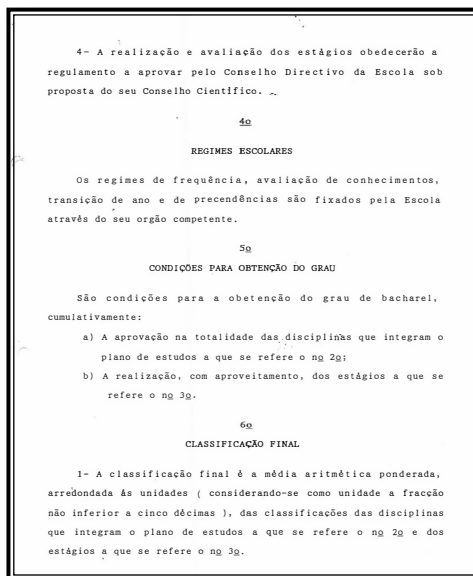 4- A realização e avaliação dos estágios obedecerão a
regulamento a aprovar pelo Conselho Directivo da Escola sob
proposta do seu Conselho Científico.
4o
REGIMES ESCOLARES
Os regimes de frequência, avaliação de conhecimentos,
transição de ano e de precendências são fixados pela Escola
através do seu orgão competente.
5o
CONDIÇÕES PARA OBTENÇÃO DO GRAU
São condições para a obetenção do grau de bacharel,
cumulativamente:
a) A aprovação na totalidade das disciplinas que integram o
plano de estudos a que se refere o no 2o;
b) A realização, com aproveitamento, dos estágios a que se
refere o no 3o.
6o
CLASSIFICAÇÃO FINAL
1- A classificação final é a média aritmética ponderada,
arredondada ás unidades ( considerando-se como unidade a fracção
não inferior a cinco décimas ), das classificações das disciplinas
que integram o plano de estudos a que se refere o no 2o e dos
estágios a que se refere o no 3o.